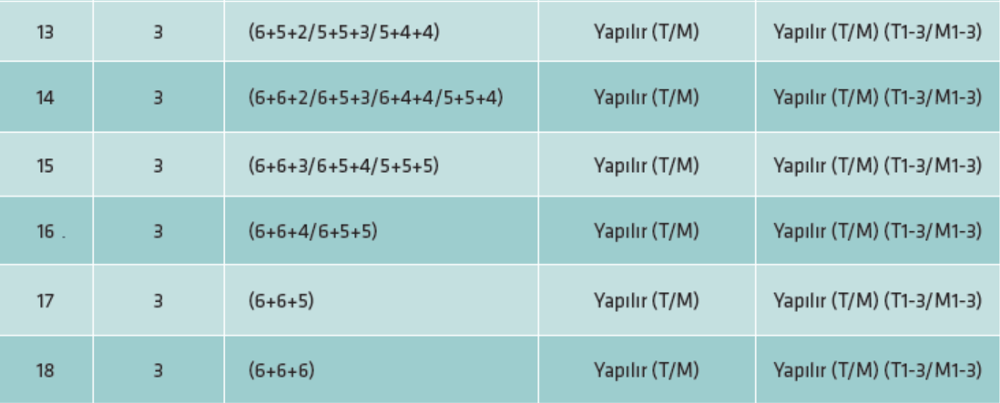 13 3 (6+5+2/5+5+3/5+4+4) Yapılır (T/M) Yapılır (T/M) (T1-3/M1-3)
14 3 (6+6+2/6+5+3/6+4+4/5+5+4) Yapılır (T/M) Yapılır (T/M) (T1-3/M1-3)
15 3 (6+6+3/6+5+4/5+5+5) Yapılır (T/M) Yapılır (T/M) (T1-3/M1-3)
16 . 3 (6+6+4/6+5+5) Yapılır (T/M) Yapılır (T/M) (T1-3/M1-3)
17 3 (6+6+5) Yapılır (T/M) Yapılır (T/M) (T1-3/M1-3)
18 3 (6+6+6) Yapılır (T/M) Yapılır (T/M) (T1-3/M1-3)